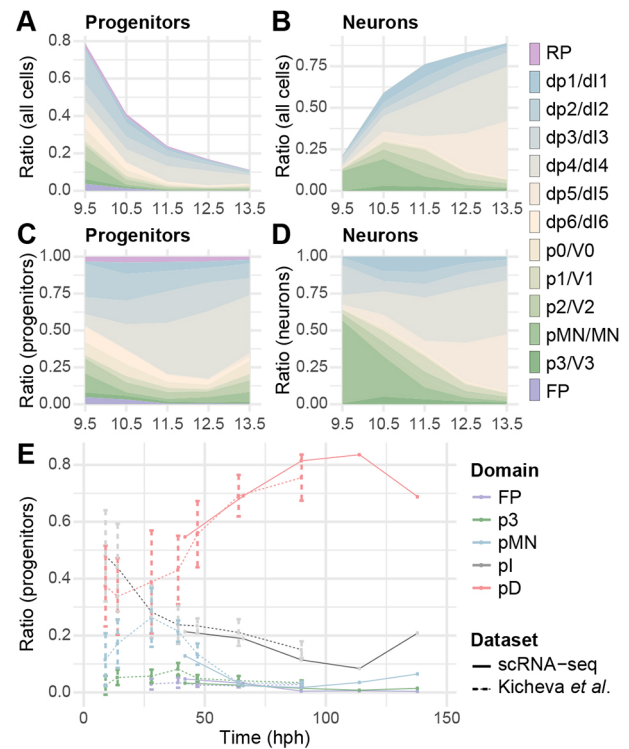 A Progenitors
Ratio (all cells)
0.8
0.6
0.4
0.2
0.0
9.5 10.5 11.5 12.5 13.5
B Neurons
Ratio (all cells)
0.75
0.50
0.25
0.00
9.5 10.5 11.5 12.5 13.5
C Progenitors
Ratio (progenitors)
1.00
0.75
0.50
0.25
0.00
9.5 10.5 11.5 12.5 13.5
D Neurons
Ratio (neurons)
1.00
0.75
0.50
0.25
0.00
9.5 10.5 11.5 12.5 13.5
RP
dp1/dI1
dp2/dI2
dp3/dI3
dp4/dI4
dp5/dI5
dp6/dI6
p0/V0
p1/V1
p2/V2
pMN/MN
p3/V3
FP
E
Ratio (progenitors)
0.8
0.6
0.4
0.2
0.0
0 50 100 150
Time (hph)
Domain
FP
p3
pMN
pI
pD
Dataset
scRNA−seq
Kicheva et al.